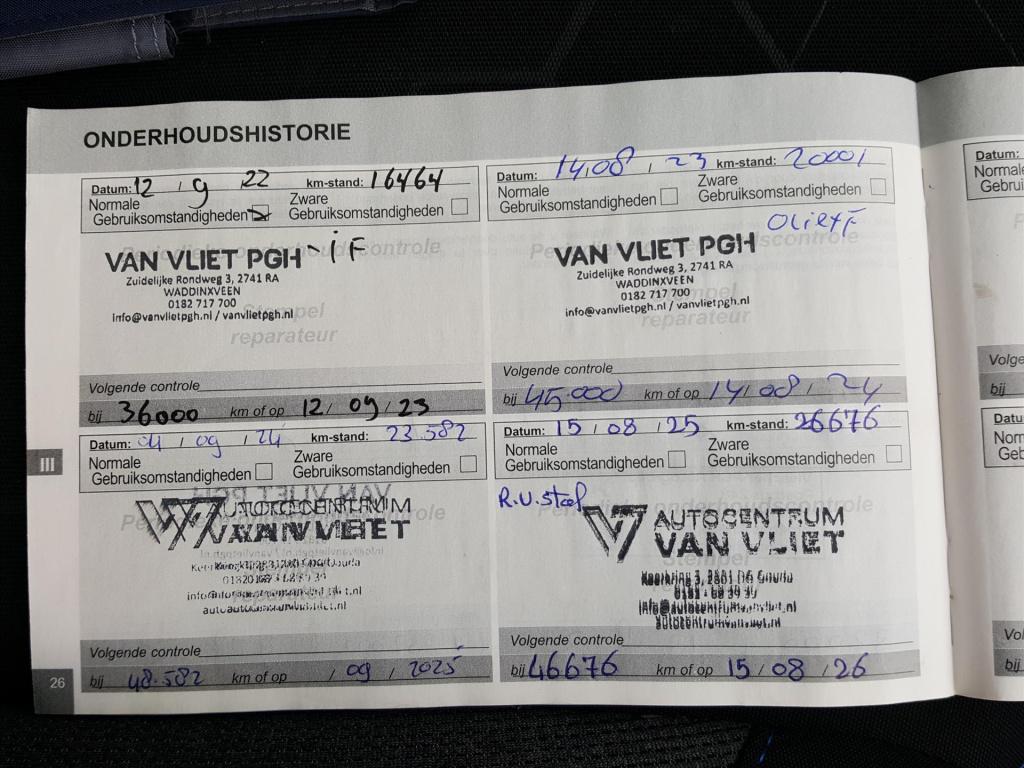 ONDERHOUDSHISTORIE
Datum: 12 / 9 22 km-stand: 16464
Normale
Gebruiksomstandigheden
Zware
Gebruiksomstandigheden
VAN VLIET PGH
Zuidelijke Rondweg 3, 2741 RA
WADDINXVEEN
0182 717 700
info@vanvlietpgh.nl / vanvlietpgh.nl
Stempel
reparateur
Volgende controle
bij 36000 km of op 12/ 09 / 23
Datum: 14/08 / 23 km-stand: 20001
Normale
Gebruiksomstandigheden
Zware
Gebruiksomstandigheden
VAN VLIET PGH
Zuidelijke Rondweg 3, 2741 RA
WADDINXVEEN
0182 717 700
info@vanvlietpgh.nl / vanvlietpgh.nl
Stempel
reparateur
Volgende controle
bij 45.000 km of op 14/ 08 / 24
Datum: 04 / 09 / 24 km-stand: 23.582
Normale
Gebruiksomstandigheden
Zware
Gebruiksomstandigheden
AUTOCENTRUM
VAN VLIET
reparateur
Volgende controle
bij 48.582 km of op / 09 / 2025
Datum: 15 / 08 / 25 km-stand: 26676
Normale
Gebruiksomstandigheden
Zware
Gebruiksomstandigheden
AUTOCENTRUM
VAN VLIET
Volgende controle
bij 46676 km of op 15 / 08 / 26
III
26
Datum: